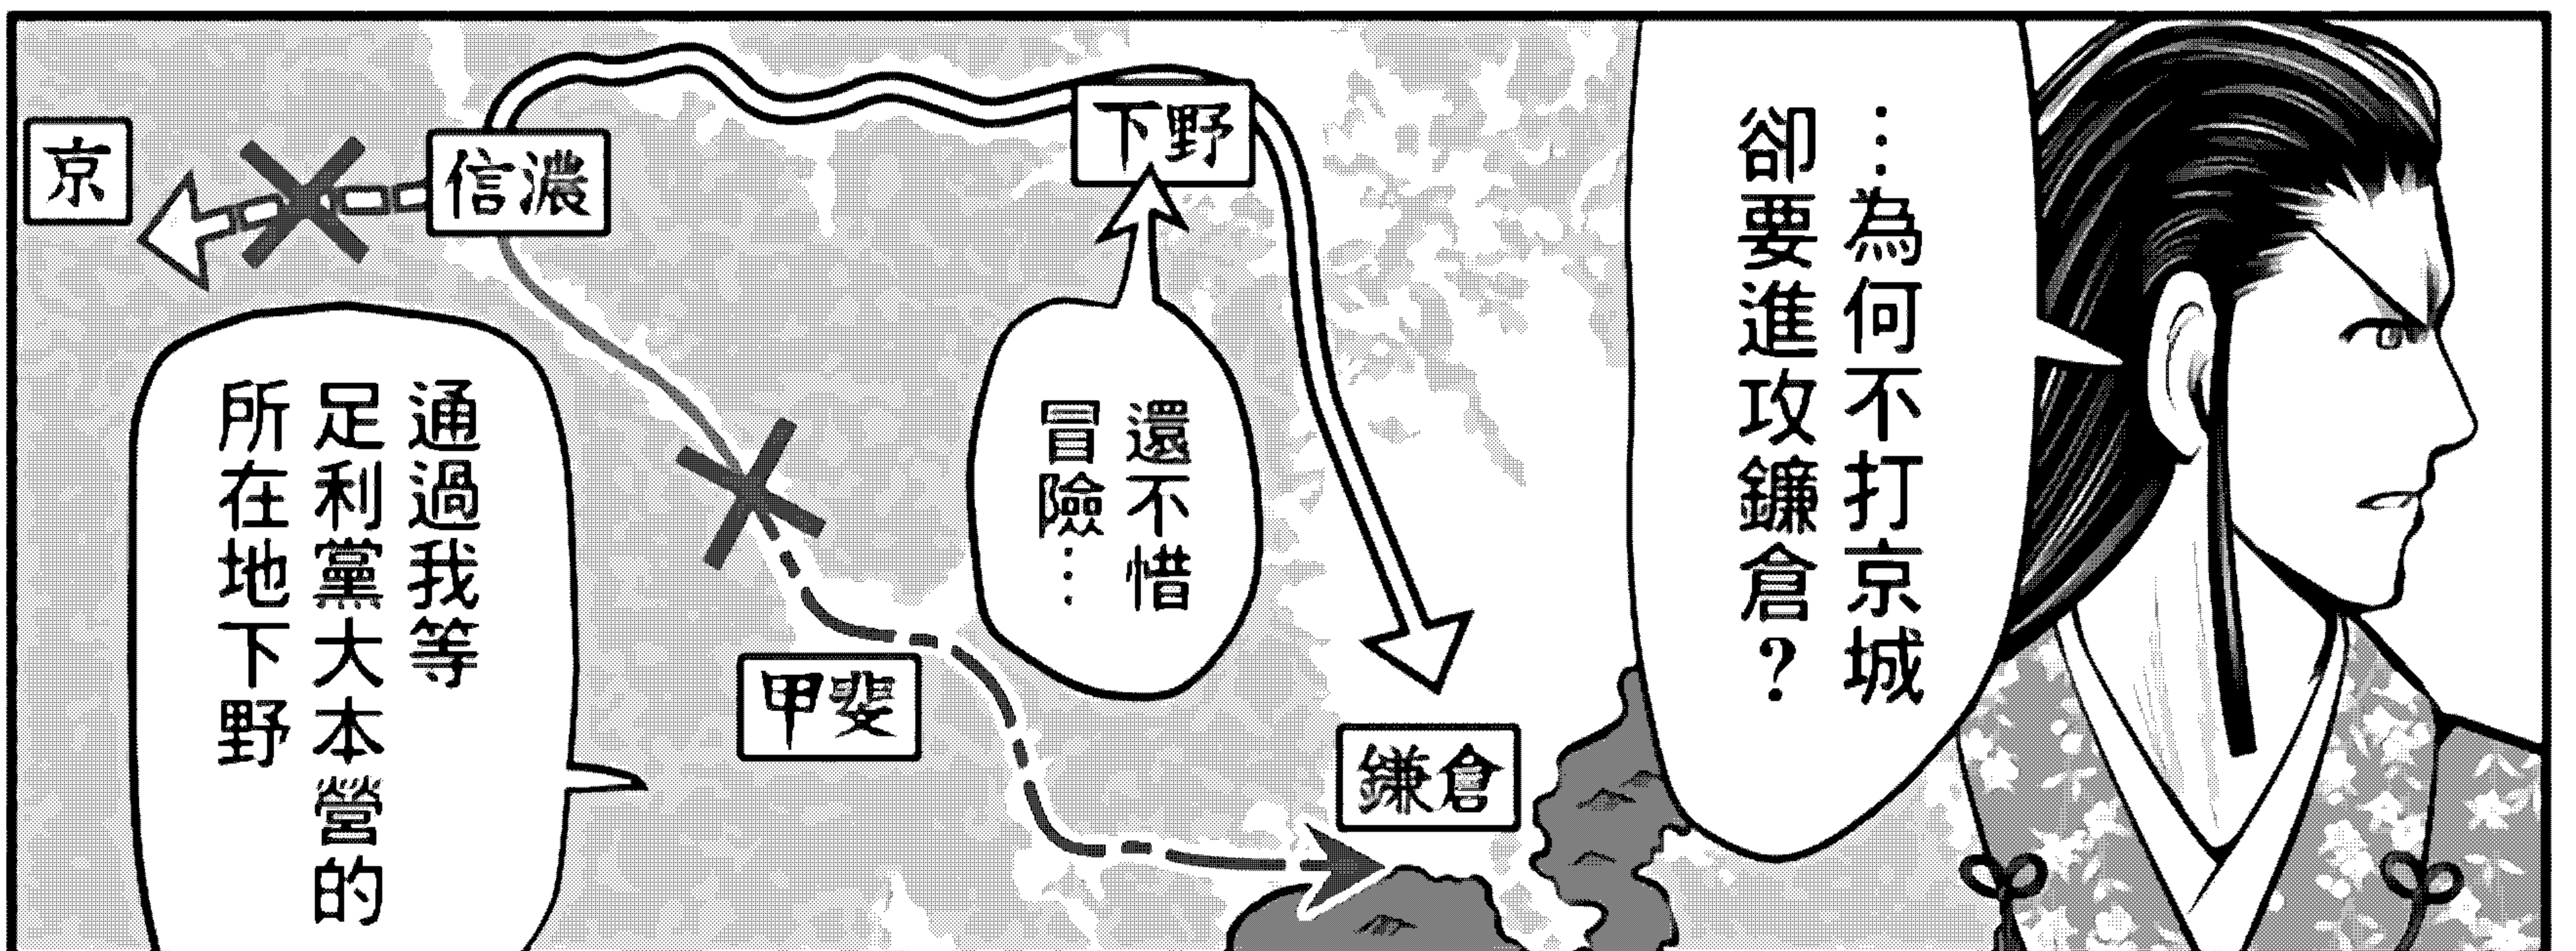 …為何不打京城
卻要進攻鎌倉？
還不惜
冒險…
通過我等
足利黨大本營的
所在地下野
京
信濃
下野
甲斐
鎌倉